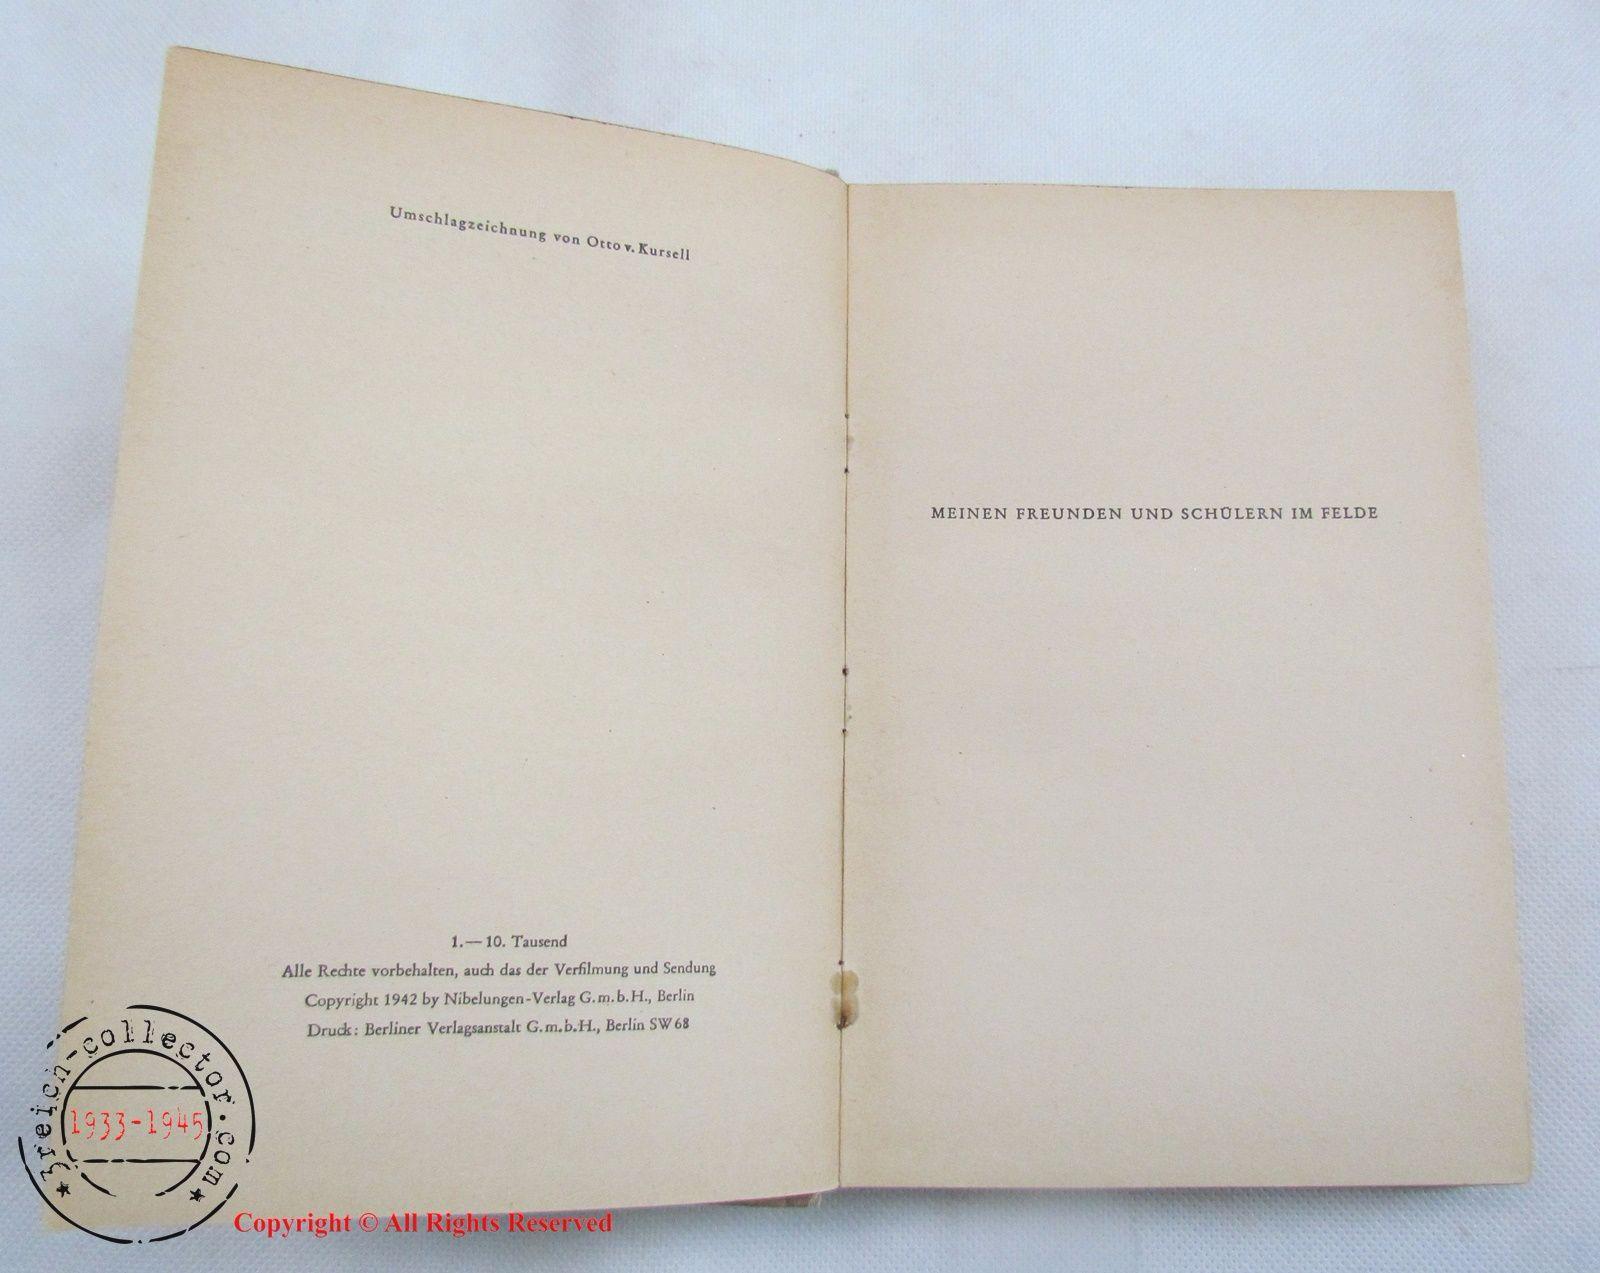 Umschlagzeichnung von Otto v. Kursell
1.—10. Tausend
Alle Rechte vorbehalten, auch das der Verfilmung und Sendung
Copyright 1942 by Nibelungen-Verlag G.m.b.H., Berlin
Druck: Berliner Verlagsanstalt G.m.b.H., Berlin SW 68
MEINEN FREUNDEN UND SCHÜLERN IM FELDE
★ 3reich-collector.com ★
1933-1945
Copyright © All Rights Reserved